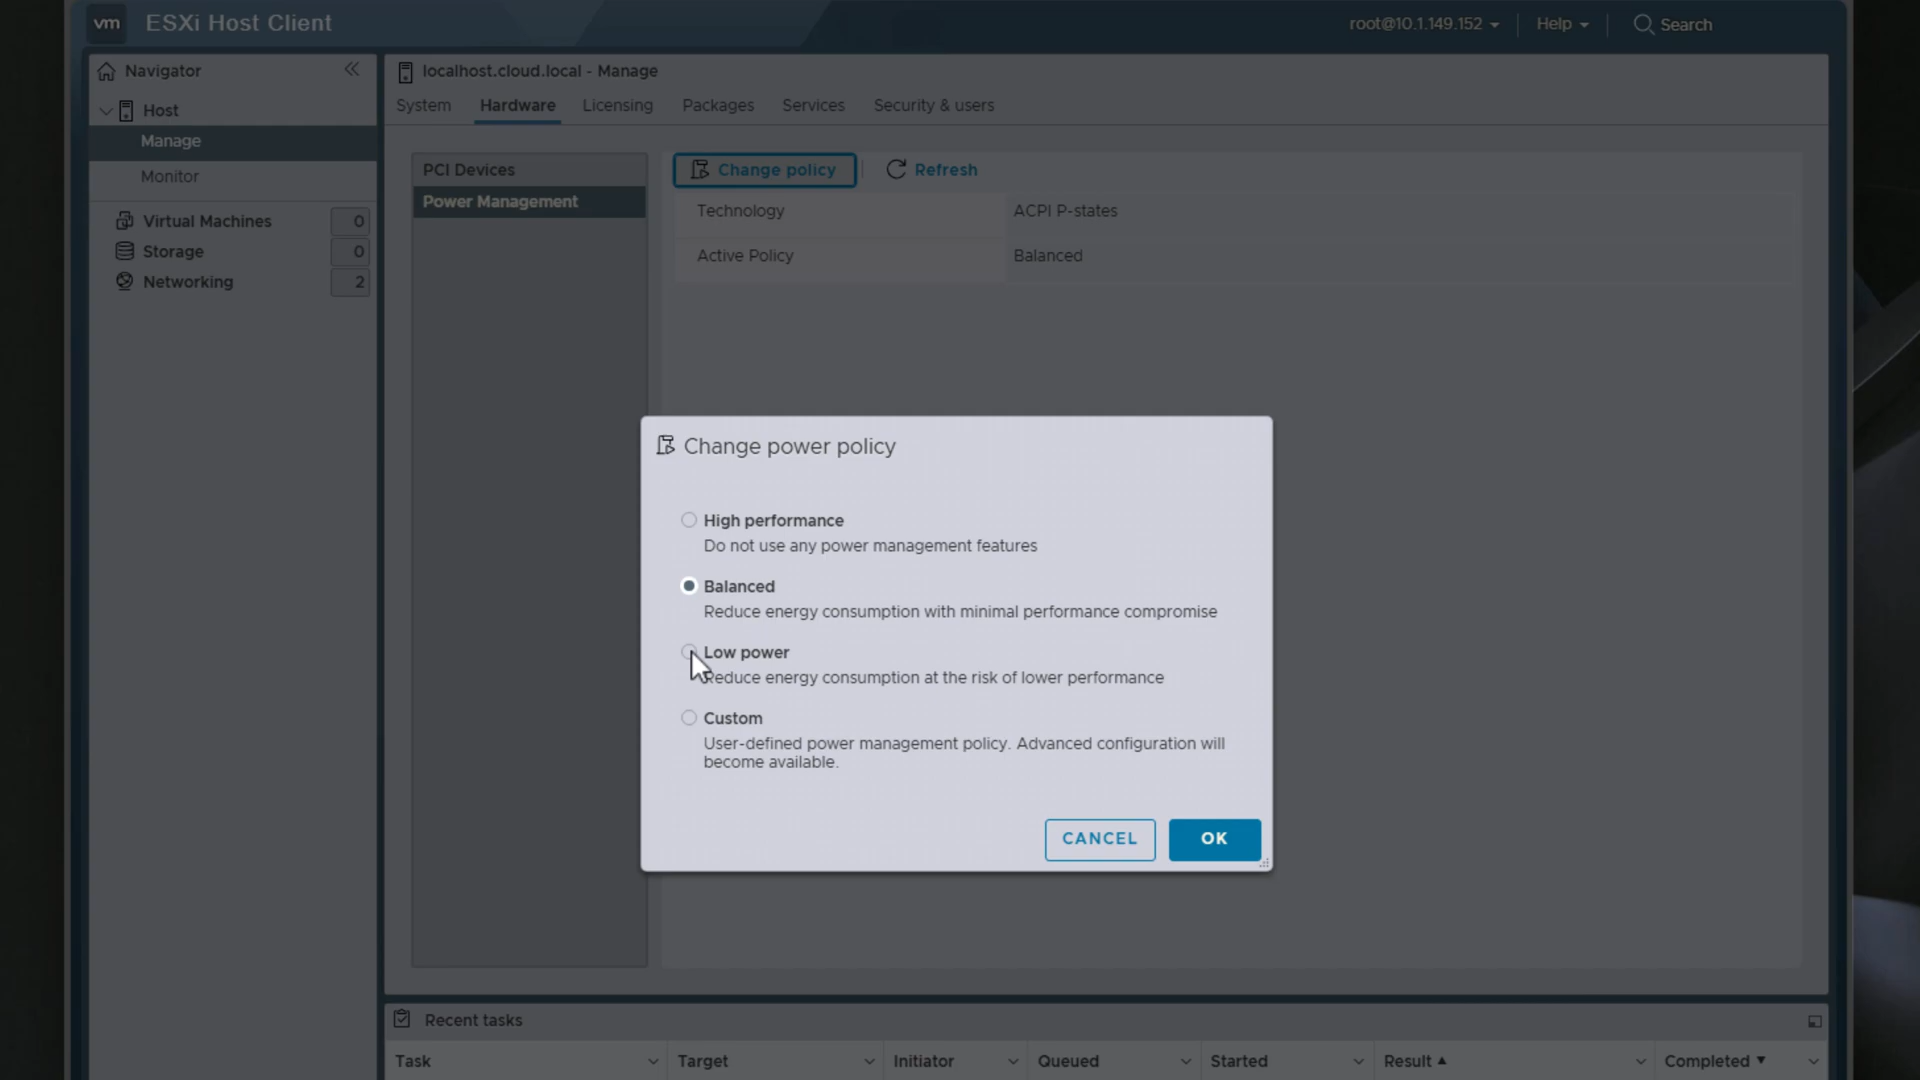 vm ESXi Host Client
root@10.1.149.152
Help
Search
Navigator
Host
Manage
Monitor
Virtual Machines 0
Storage 0
Networking 2
localhost.cloud.local - Manage
System Hardware Licensing Packages Services Security & users
PCI Devices
Power Management
Change policy
Refresh
Technology ACPI P-states
Active Policy Balanced
Change power policy
High performance
Do not use any power management features
Balanced
Reduce energy consumption with minimal performance compromise
Low power
Reduce energy consumption at the risk of lower performance
Custom
User-defined power management policy. Advanced configuration will
become available.
CANCEL OK
Recent tasks
Task Target Initiator Queued Started Result Completed